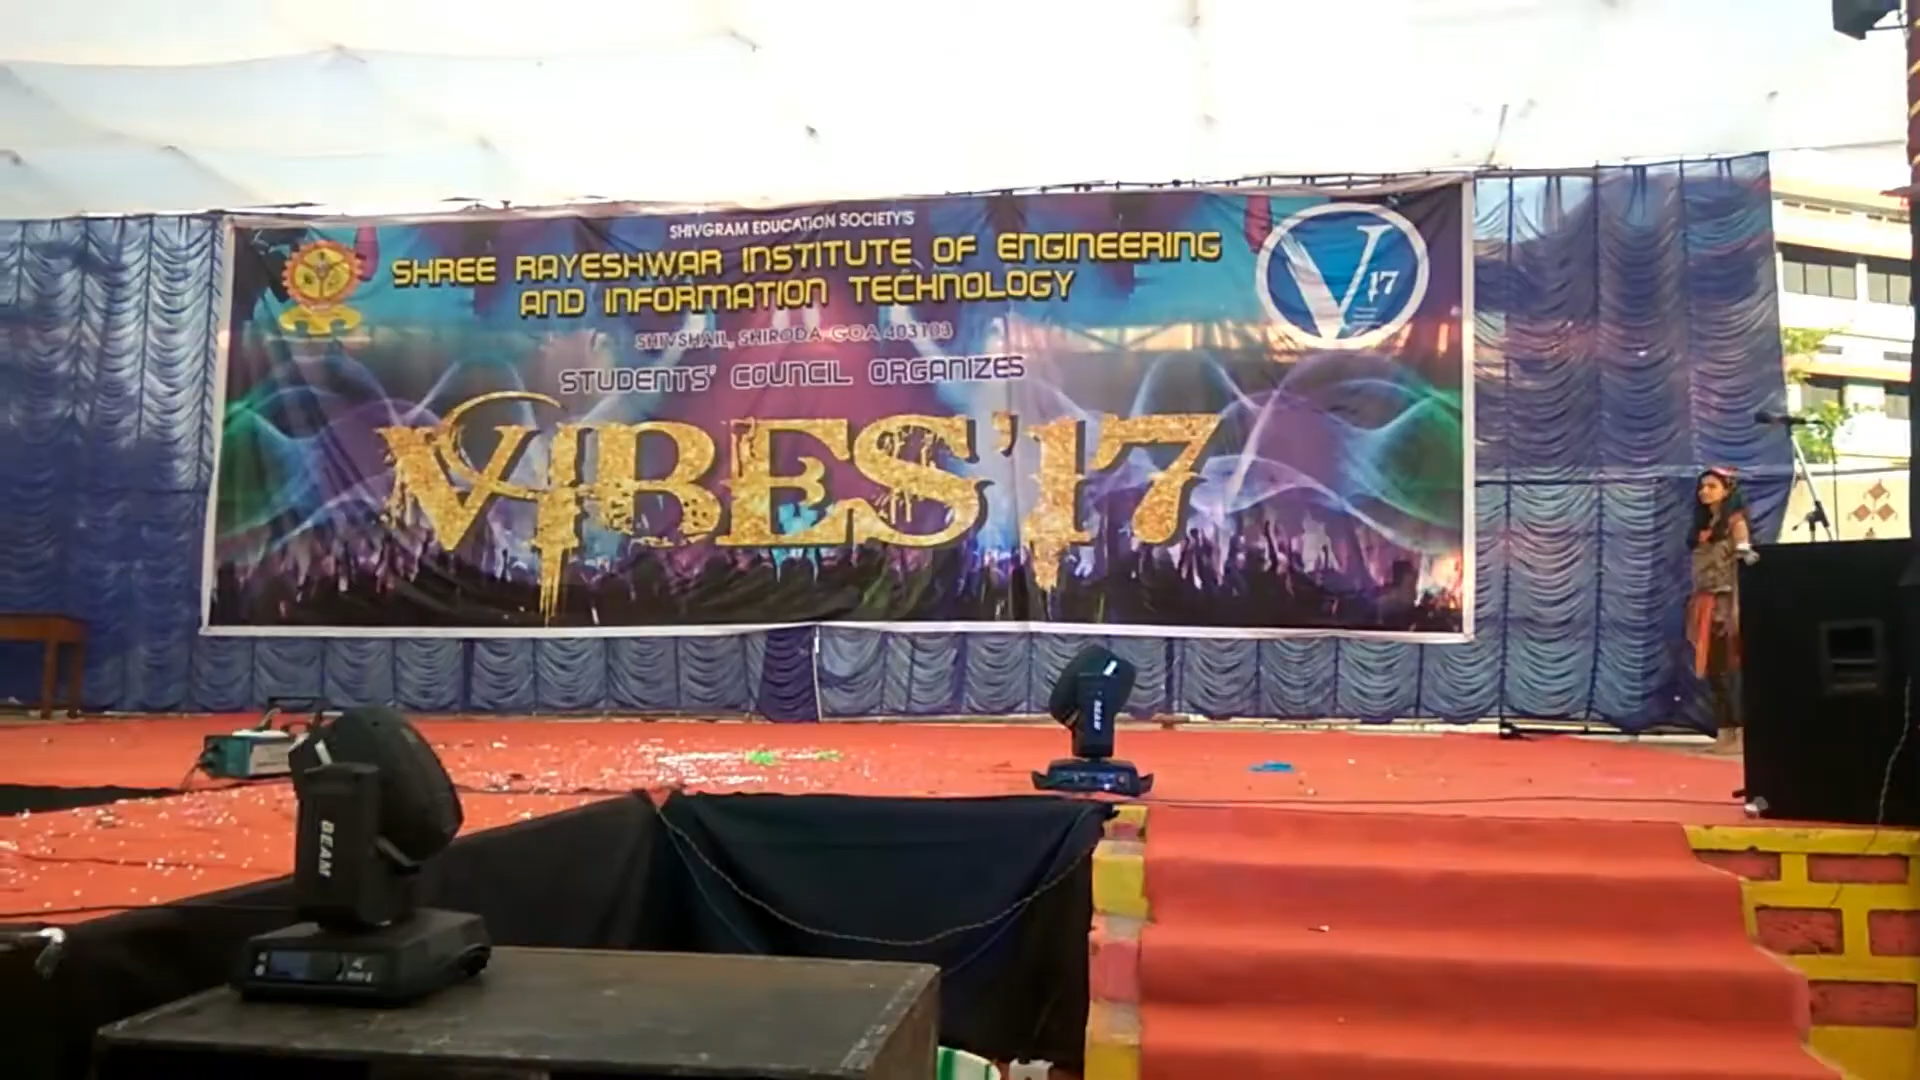 SHIVGRAM EDUCATION SOCIETY'S
SHREE RAYESHWAR INSTITUTE OF ENGINEERING
AND INFORMATION TECHNOLOGY
SHIVSHAIL, SHIRODA-GOA 403103
STUDENTS' COUNCIL ORGANIZES
VIBES'17
V 17
BEAM
BEAM